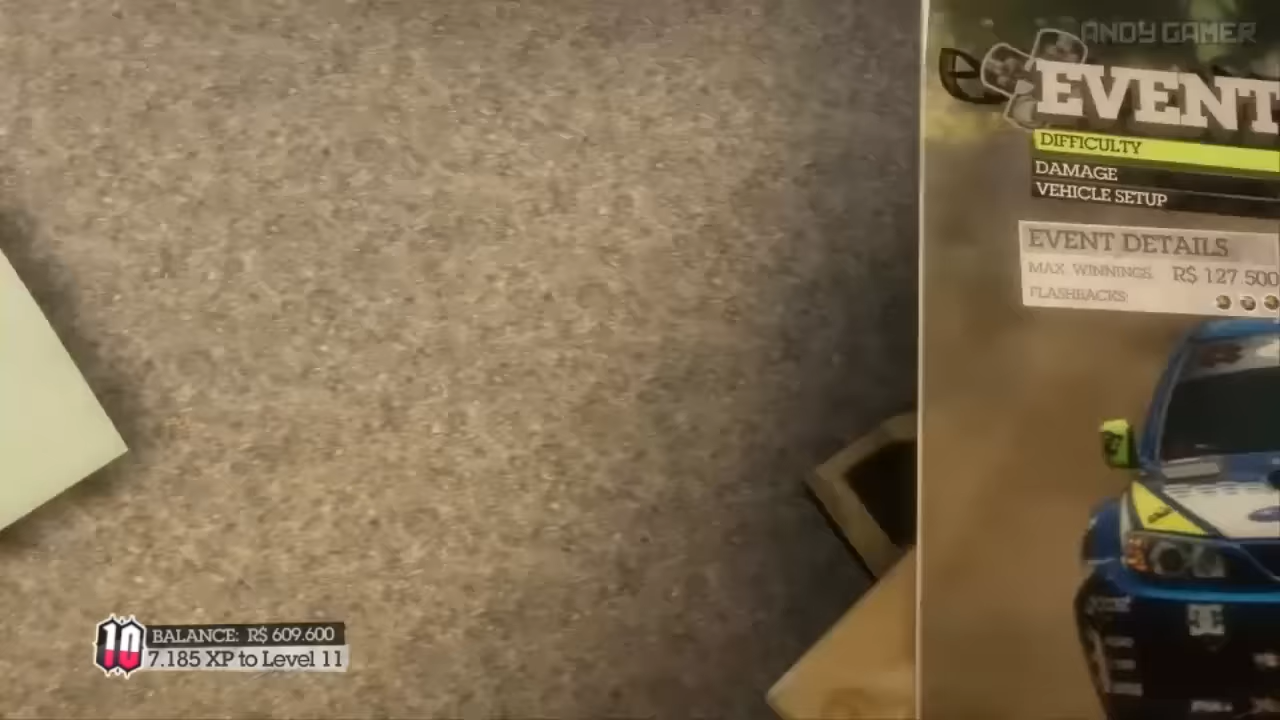 ANDY GAMER
EVENT
DIFFICULTY
DAMAGE
VEHICLE SETUP
EVENT DETAILS
MAX. WINNINGS: R$ 127.500
FLASHBACKS:
10
BALANCE: R$ 609.600
7.185 XP to Level 11